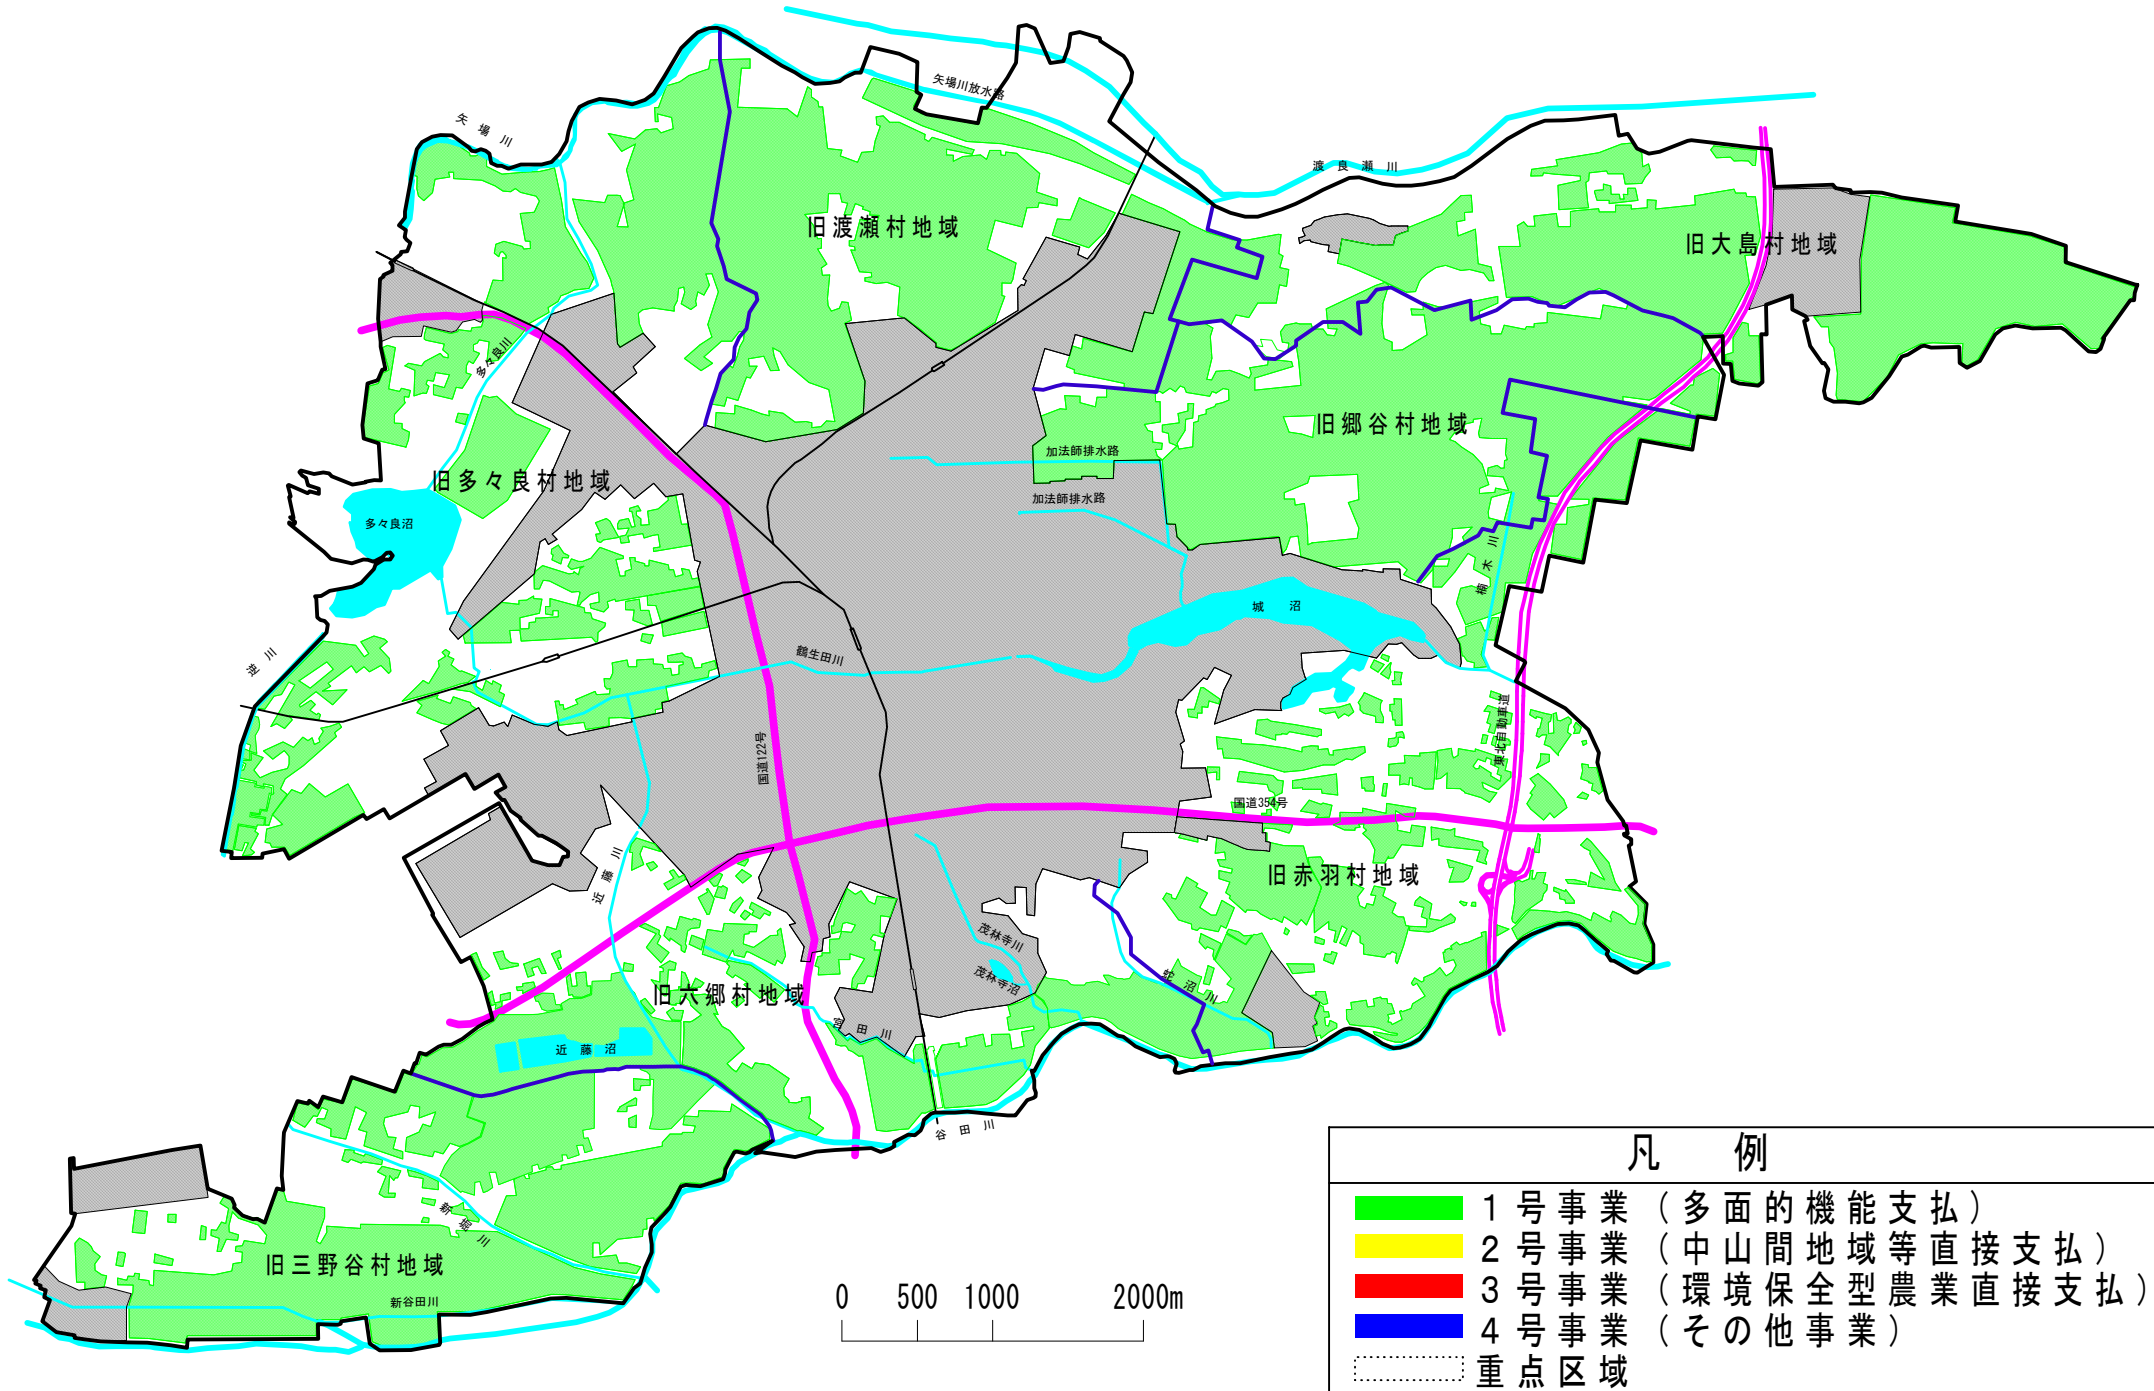 矢場川放水路
矢場川
渡良瀬川
旧渡瀬村地域
旧大島村地域
多々良川
旧郷谷村地域
加法師排水路
旧多々良村地域
加法師排水路
多々良沼
楠木川
城沼
逆川
鶴生田川
東北自動車道
国道122号
国道354号
近藤川
旧赤羽村地域
茂林寺川
茂林寺沼
蛇沼川
旧六郷村地域
宮田川
近藤沼
谷田川
新堀川
旧三野谷村地域
新谷田川
0 500 1000 2000m
凡例
1号事業(多面的機能支払)
2号事業(中山間地域等直接支払)
3号事業(環境保全型農業直接支払)
4号事業(その他事業)
重点区域